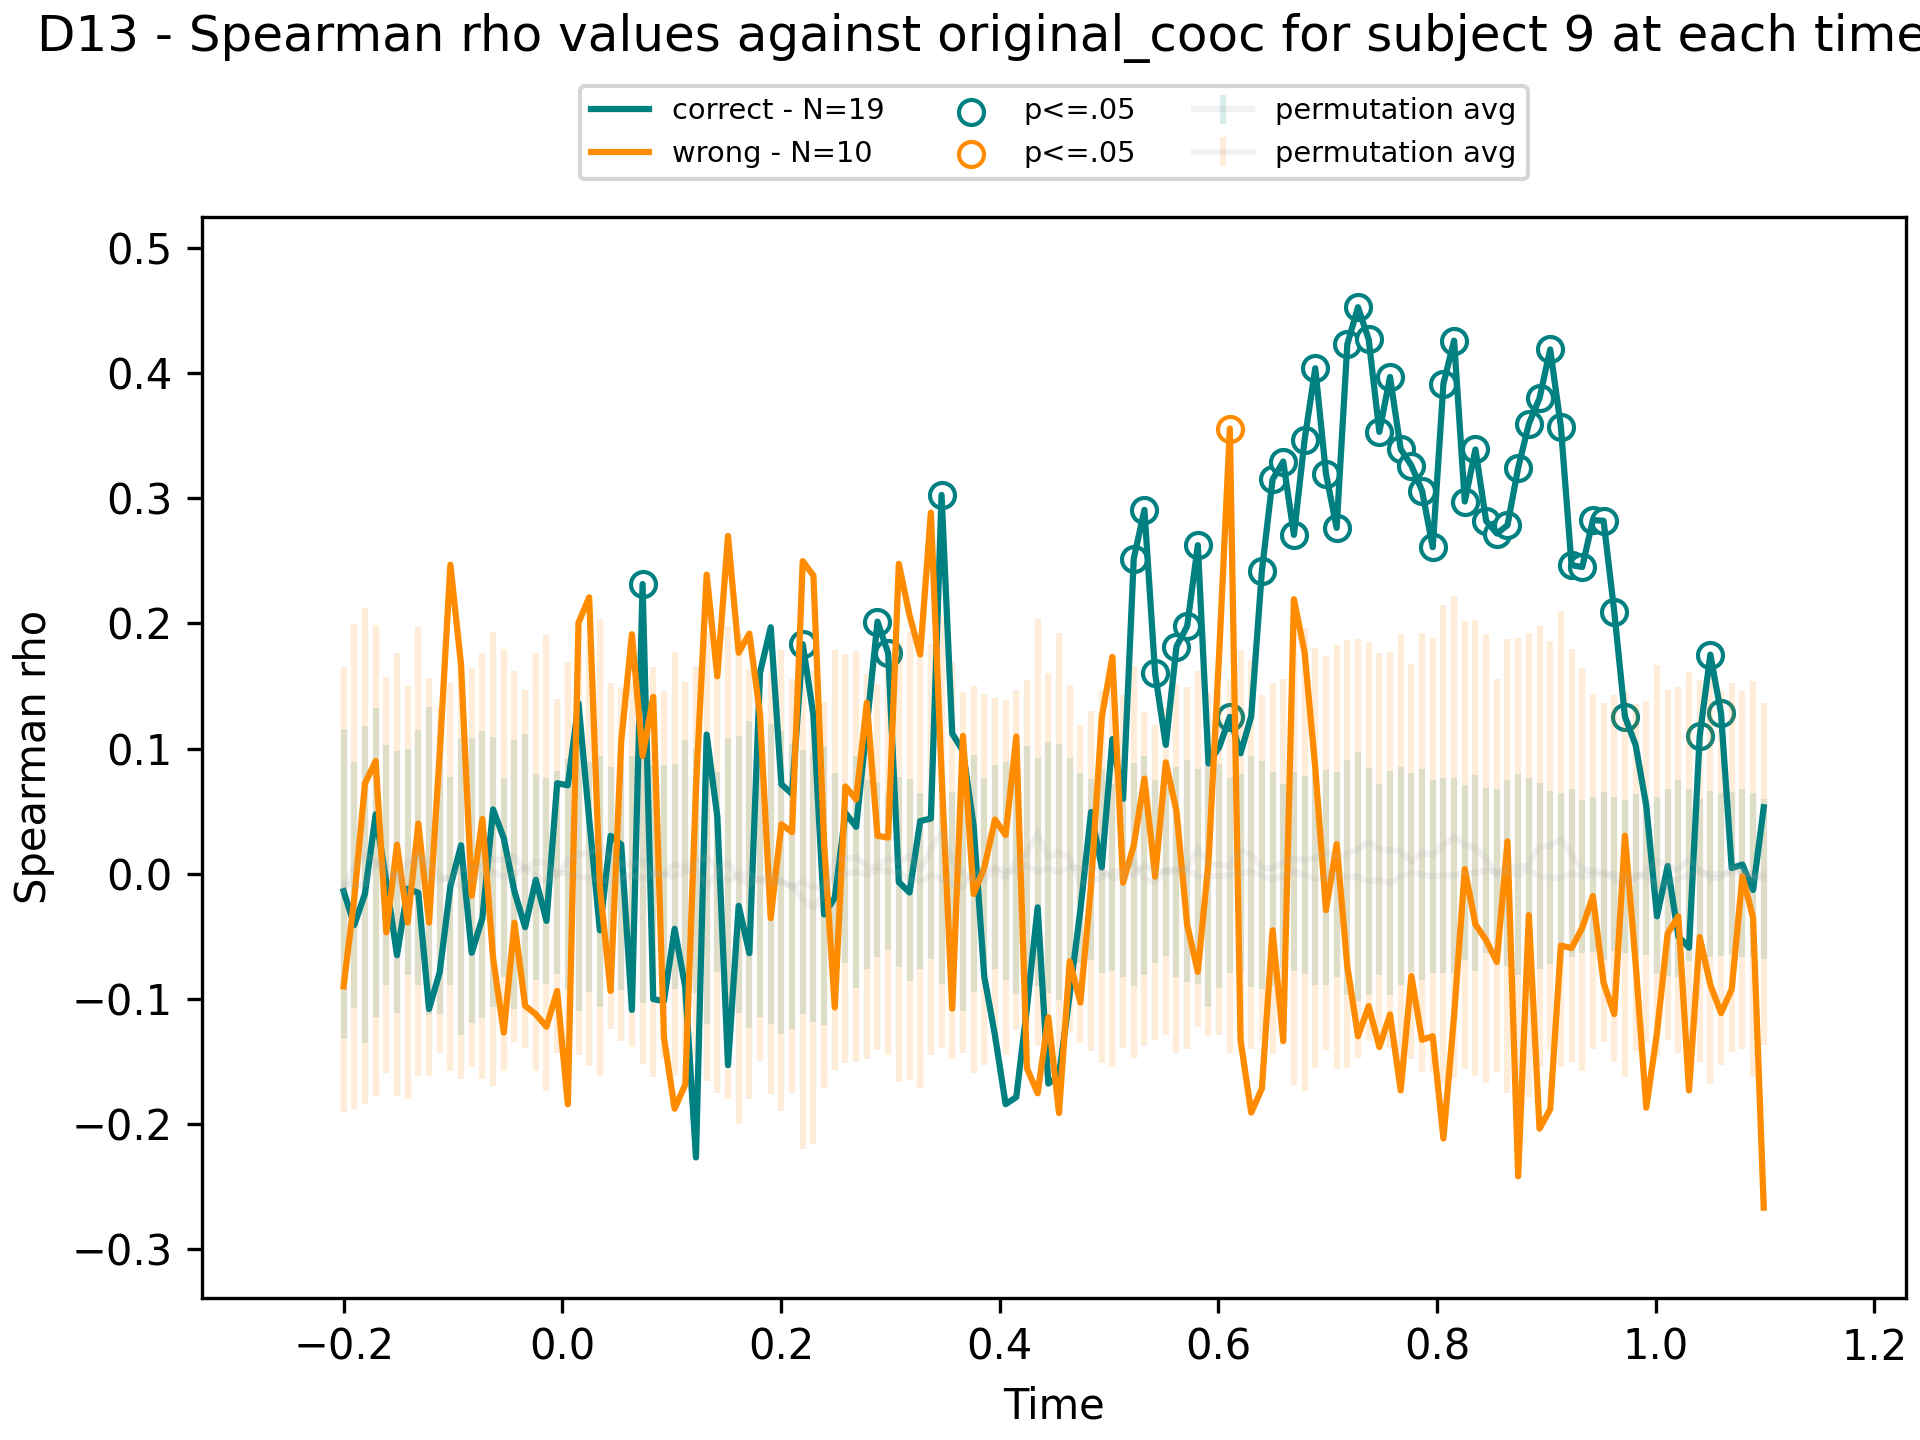 D13 - Spearman rho values against original_cooc for subject 9 at each time
correct - N=19
wrong - N=10
p<=.05
p<=.05
permutation avg
permutation avg
Spearman rho
0.5
0.4
0.3
0.2
0.1
0.0
−0.1
−0.2
−0.3
−0.2 0.0 0.2 0.4 0.6 0.8 1.0 1.2
Time